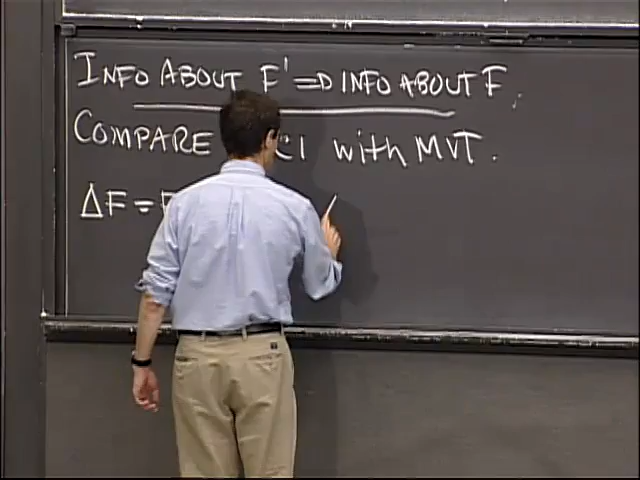 INFO ABOUT F' ⇒ INFO ABOUT F.
COMPARE C1 with MVT.
ΔF = F